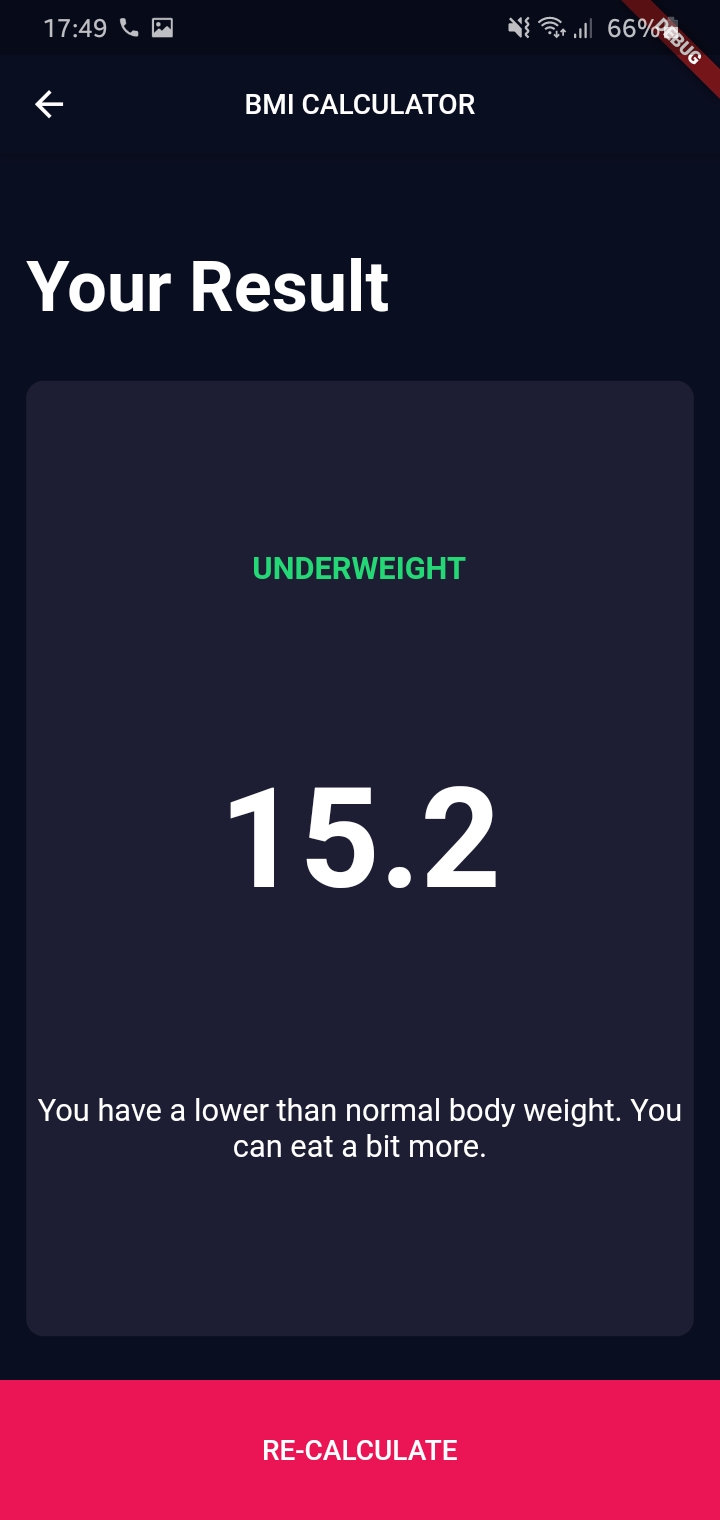 17:49 66%
DEBUG
BMI CALCULATOR
Your Result
UNDERWEIGHT
15.2
You have a lower than normal body weight. You
can eat a bit more.
RE-CALCULATE